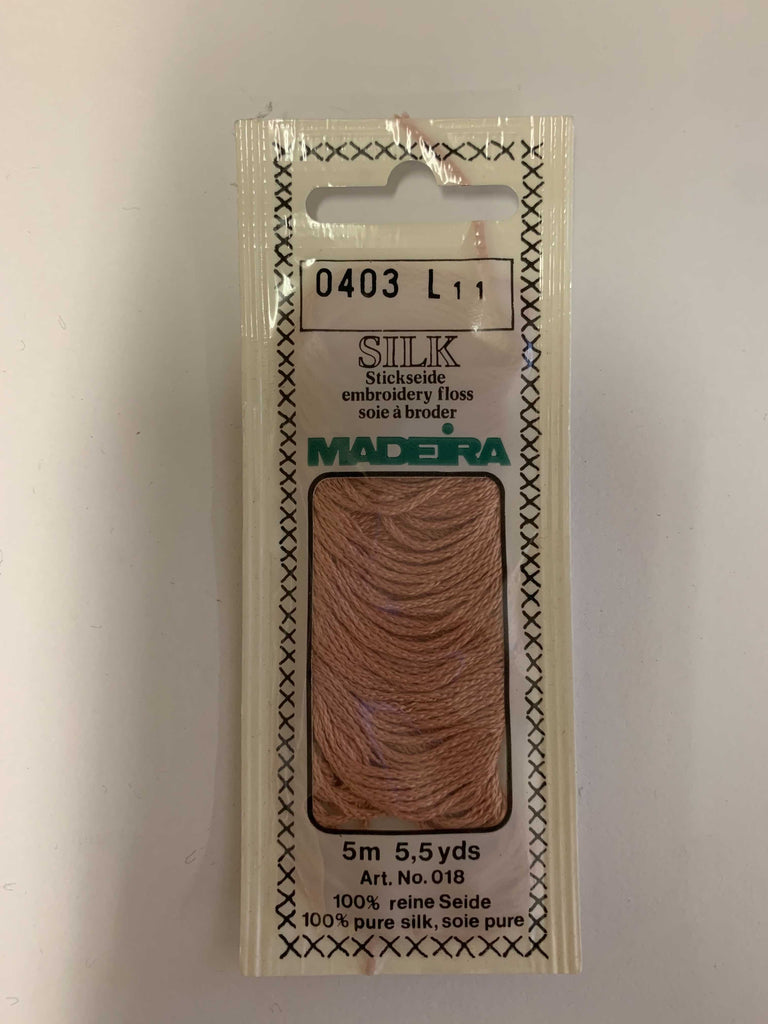 0403 L11
SILK
Stickseide
embroidery floss
soie à broder
MADEIRA
5m 5,5 yds
Art. No. 018
100% reine Seide
100% pure silk, soie pure